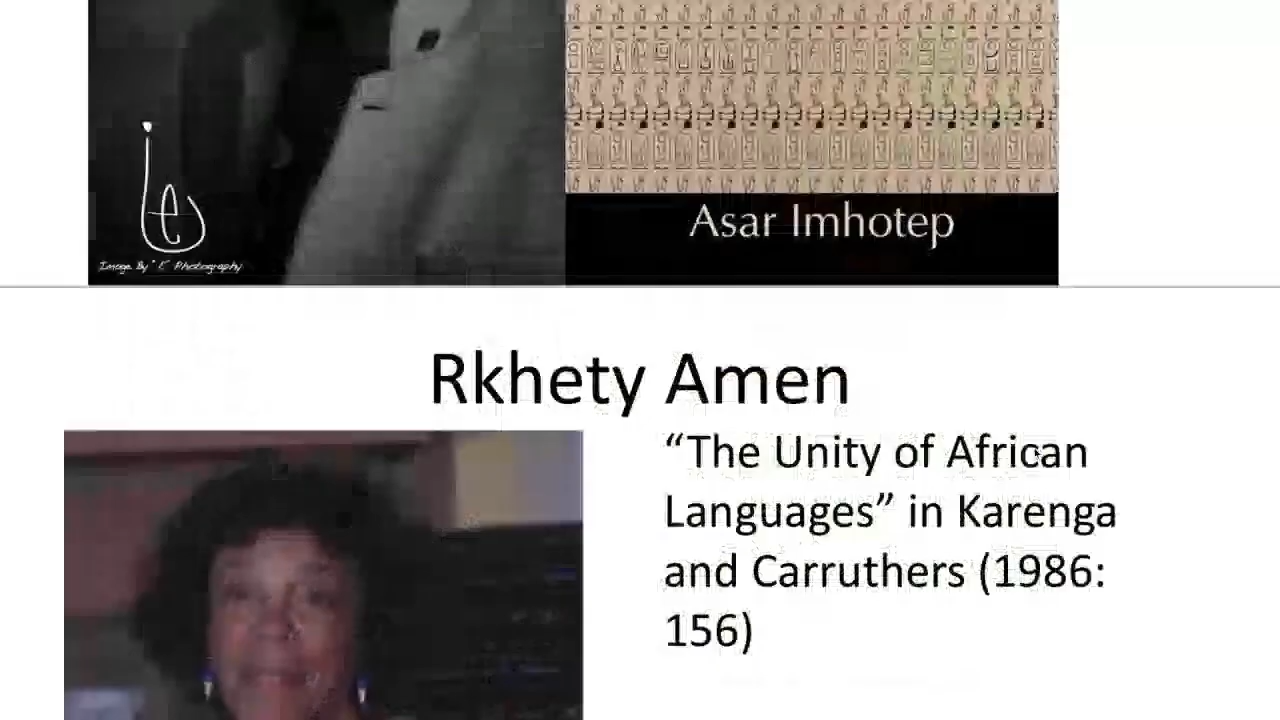 Image By "E" Photography
Asar Imhotep
Rkhety Amen
“The Unity of African
Languages” in Karenga
and Carruthers (1986:
156)